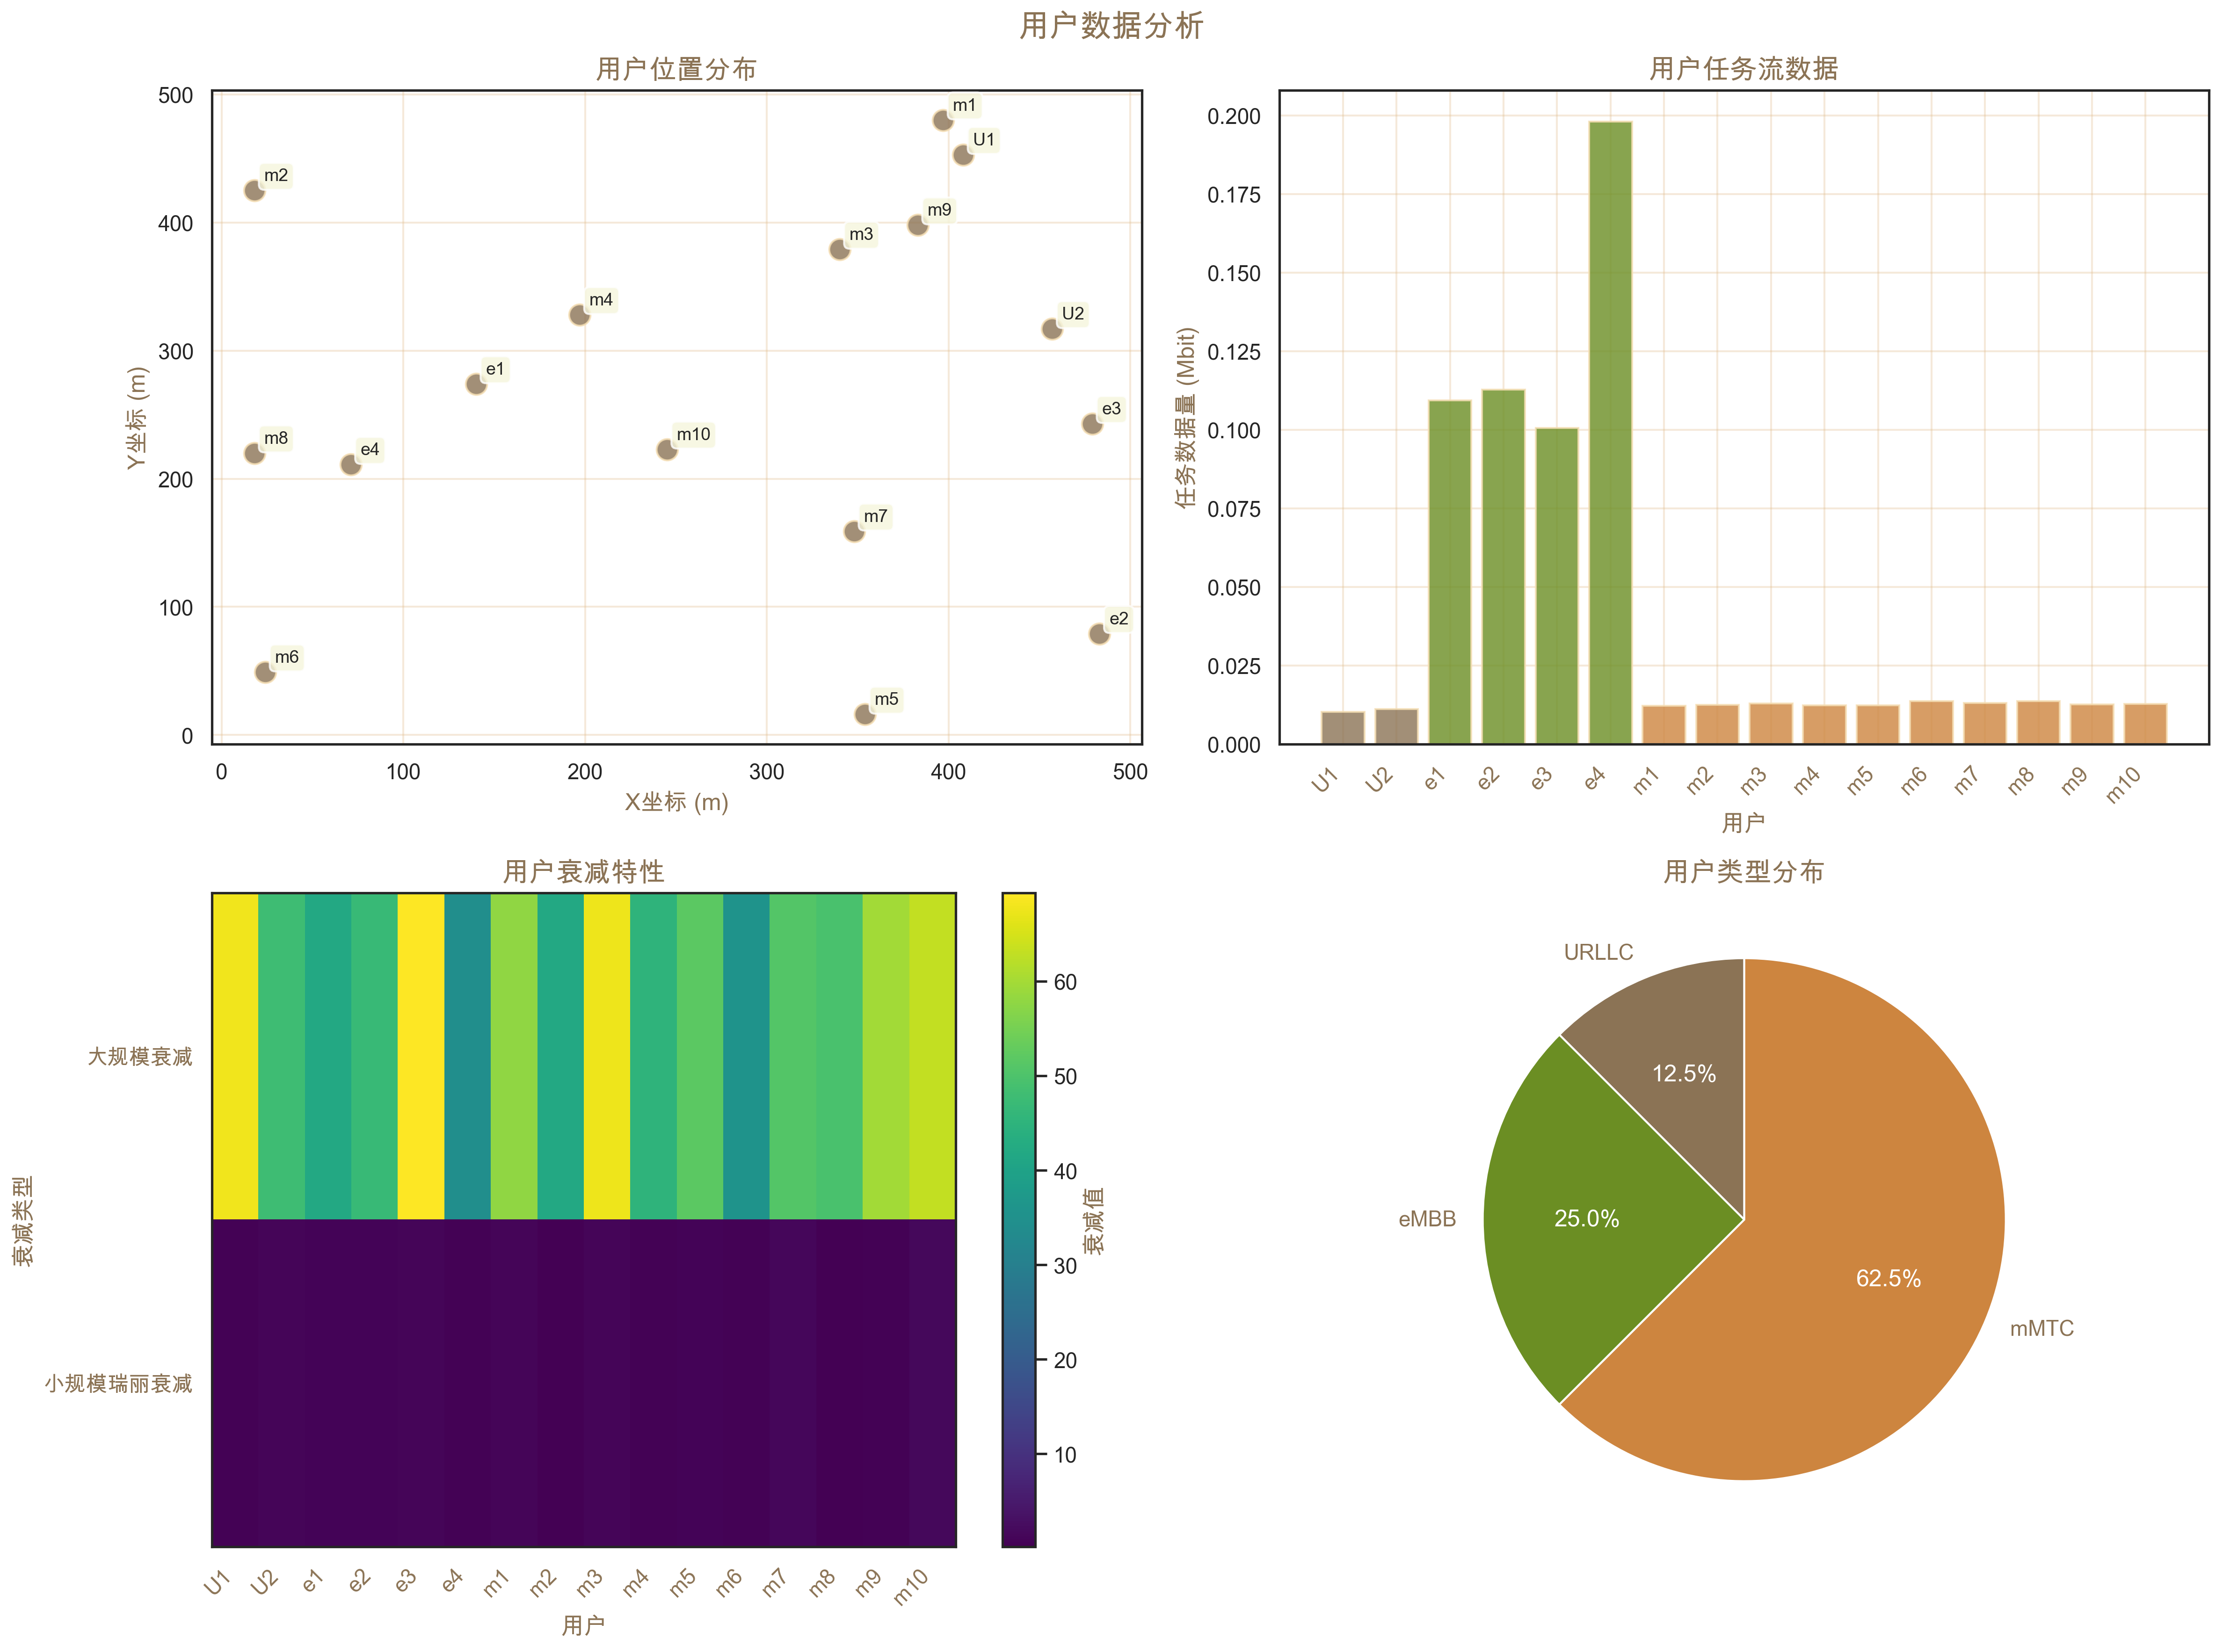 用户数据分析
用户位置分布
500
400
300
200
100
0
Y坐标 (m)
m1
U1
m2
m9
m3
m4
U2
e1
e3
m8
m10
e4
m7
e2
m6
m5
0 100 200 300 400 500
X坐标 (m)
用户任务流数据
0.200
0.175
0.150
0.125
0.100
0.075
0.050
0.025
0.000
任务数据量 (Mbit)
U1 U2 e1 e2 e3 e4 m1 m2 m3 m4 m5 m6 m7 m8 m9 m10
用户
用户衰减特性
大规模衰减
小规模瑞丽衰减
衰减类型
U1 U2 e1 e2 e3 e4 m1 m2 m3 m4 m5 m6 m7 m8 m9 m10
用户
60
50
40
30
20
10
衰减值
用户类型分布
URLLC
12.5%
eMBB
25.0%
62.5%
mMTC